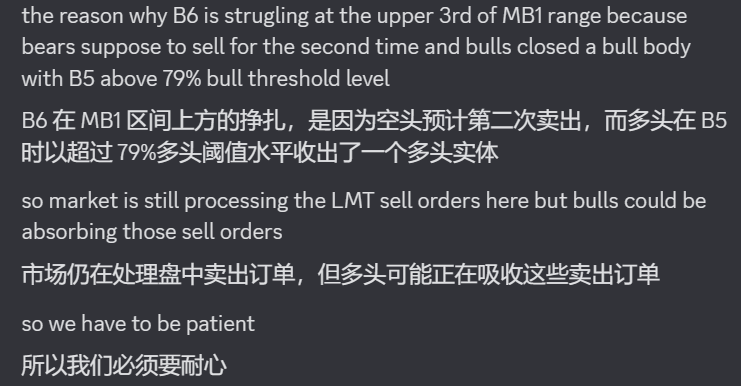 the reason why B6 is strugling at the upper 3rd of MB1 range because
bears suppose to sell for the second time and bulls closed a bull body
with B5 above 79% bull threshold level
B6 在 MB1 区间上方的挣扎，是因为空头预计第二次卖出，而多头在 B5
时以超过 79%多头阈值水平收出了一个多头实体
so market is still processing the LMT sell orders here but bulls could be
absorbing those sell orders
市场仍在处理盘中卖出订单，但多头可能正在吸收这些卖出订单
so we have to be patient
所以我们必须要耐心